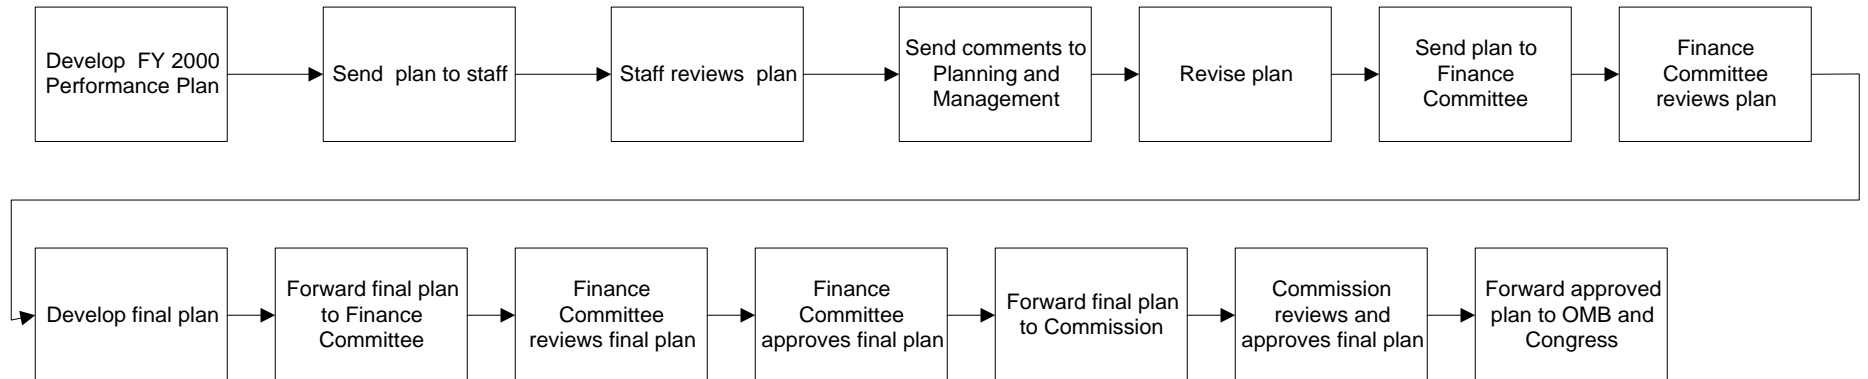 Develop FY 2000
Performance Plan
Send plan to staff
Staff reviews plan
Send comments to
Planning and
Management
Revise plan
Send plan to
Finance
Committee
Finance
Committee
reviews plan
Develop final plan
Forward final plan
to Finance
Committee
Finance
Committee
reviews final plan
Finance
Committee
approves final plan
Forward final plan
to Commission
Commission
reviews and
approves final plan
Forward approved
plan to OMB and
Congress